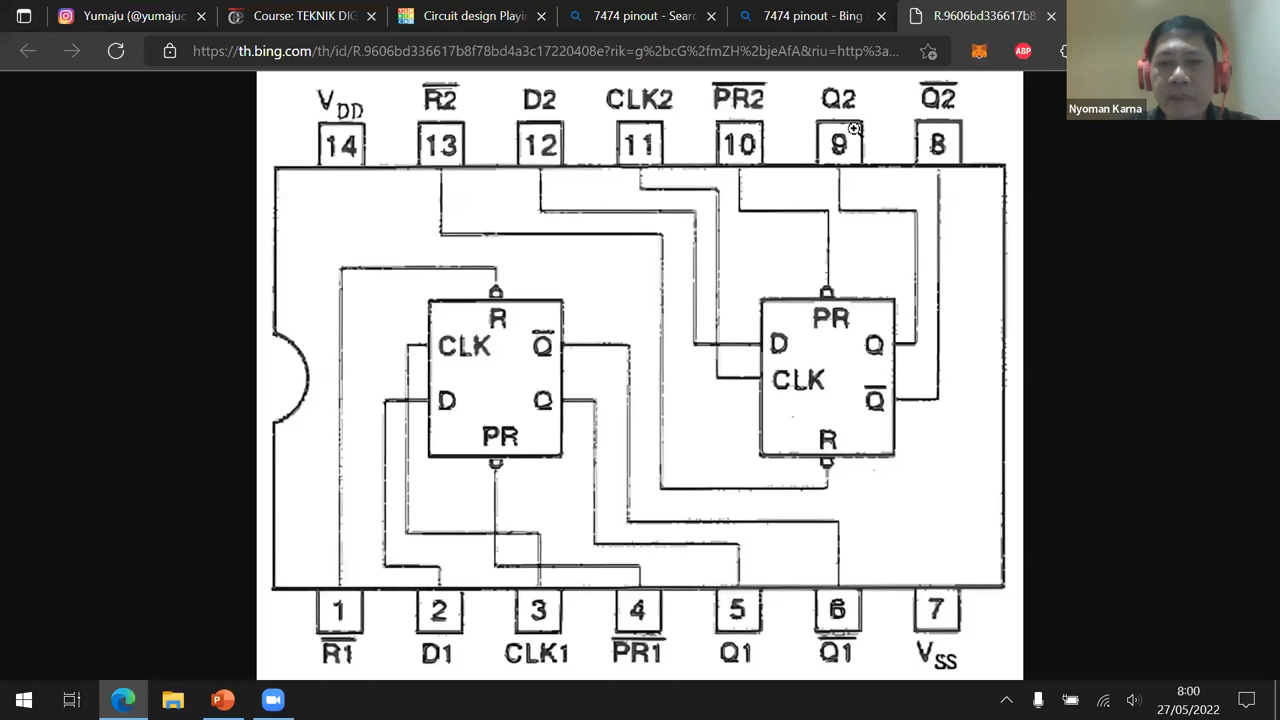 Instagram (@yumajuc
Course: TEKNIK DIG
Circuit design Playin
7474 pinout - Searc
7474 pinout - Bing
R.9606bd336617b8f
https://th.bing.com/th/id/R.9606bd336617b8f78bd4a3c17220408e?rik=g%2bcG%2fmZH%2bjeAfA&riu=http%3a...
ABP
Nyoman Karna
VDD R2 D2 CLK2 PR2 Q2 Q2
14 13 12 11 10 9 8
R
CLK Q
D Q
PR
PR
D Q
CLK Q
R
1 2 3 4 5 6 7
R1 D1 CLK1 PR1 Q1 Q1 VSS
8:00
27/05/2022